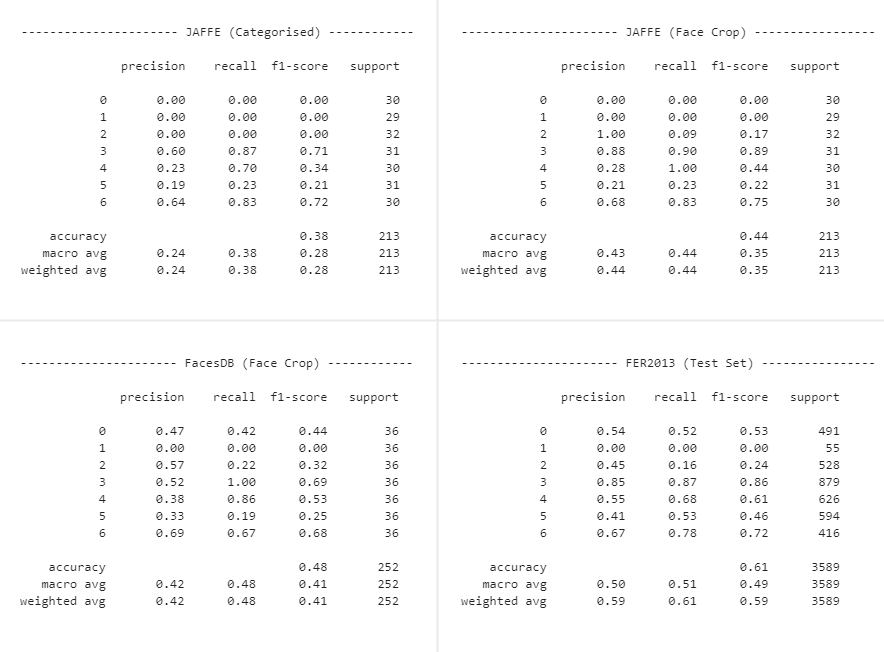 ---------------------- JAFFE (Categorised) ------------
precision recall f1-score support
0 0.00 0.00 0.00 30
1 0.00 0.00 0.00 29
2 0.00 0.00 0.00 32
3 0.60 0.87 0.71 31
4 0.23 0.70 0.34 30
5 0.19 0.23 0.21 31
6 0.64 0.83 0.72 30
accuracy 0.38 213
macro avg 0.24 0.38 0.28 213
weighted avg 0.24 0.38 0.28 213
---------------------- JAFFE (Face Crop) -----------------
precision recall f1-score support
0 0.00 0.00 0.00 30
1 0.00 0.00 0.00 29
2 1.00 0.09 0.17 32
3 0.88 0.90 0.89 31
4 0.28 1.00 0.44 30
5 0.21 0.23 0.22 31
6 0.68 0.83 0.75 30
accuracy 0.44 213
macro avg 0.43 0.44 0.35 213
weighted avg 0.44 0.44 0.35 213
---------------------- FacesDB (Face Crop) ------------
precision recall f1-score support
0 0.47 0.42 0.44 36
1 0.00 0.00 0.00 36
2 0.57 0.22 0.32 36
3 0.52 1.00 0.69 36
4 0.38 0.86 0.53 36
5 0.33 0.19 0.25 36
6 0.69 0.67 0.68 36
accuracy 0.48 252
macro avg 0.42 0.48 0.41 252
weighted avg 0.42 0.48 0.41 252
---------------------- FER2013 (Test Set) ----------------
precision recall f1-score support
0 0.54 0.52 0.53 491
1 0.00 0.00 0.00 55
2 0.45 0.16 0.24 528
3 0.85 0.87 0.86 879
4 0.55 0.68 0.61 626
5 0.41 0.53 0.46 594
6 0.67 0.78 0.72 416
accuracy 0.61 3589
macro avg 0.50 0.51 0.49 3589
weighted avg 0.59 0.61 0.59 3589